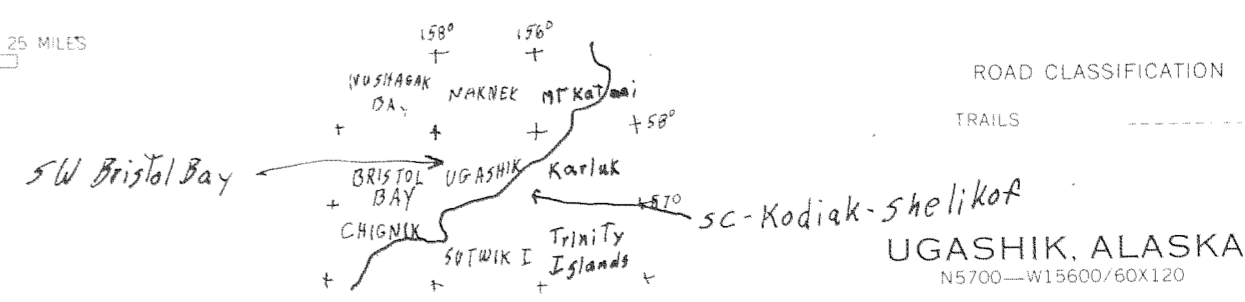 25 MILES
158° 156°
NUSHAGAK BAY NAKNEK MT Katmai
58°
ROAD CLASSIFICATION
TRAILS
SW Bristol Bay
BRISTOL BAY UGASHIK Karluk
57°
SC-Kodiak-Shelikof
CHIGNIK SUTWIK I Trinity Islands
UGASHIK, ALASKA
N5700—W15600/60X120